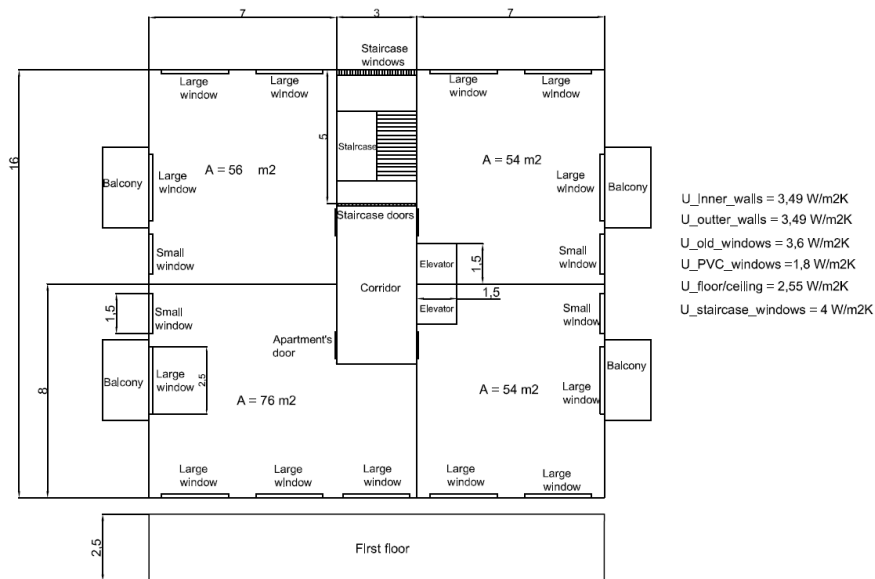 7
3
7
Staircase
windows
Large
window
Large
window
Large
window
Large
window
16
5
Staircase
A = 56 m2
A = 54 m2
Balcony
Large
window
Large
window
Balcony
U_Inner_walls = 3,49 W/m2K
U_outter_walls = 3,49 W/m2K
U_old_windows = 3,6 W/m2K
U_PVC_windows =1,8 W/m2K
U_floor/ceiling = 2,55 W/m2K
U_staircase_windows = 4 W/m2K
Staircase doors
Small
window
Elevator
1,5
Small
window
Corridor
1,5
Elevator
1,5
Small
window
Small
window
Apartment's
door
8
Balcony
Large
window
2,5
A = 76 m2
A = 54 m2
Large
window
Balcony
Large
window
Large
window
Large
window
Large
window
Large
window
2,5
First floor